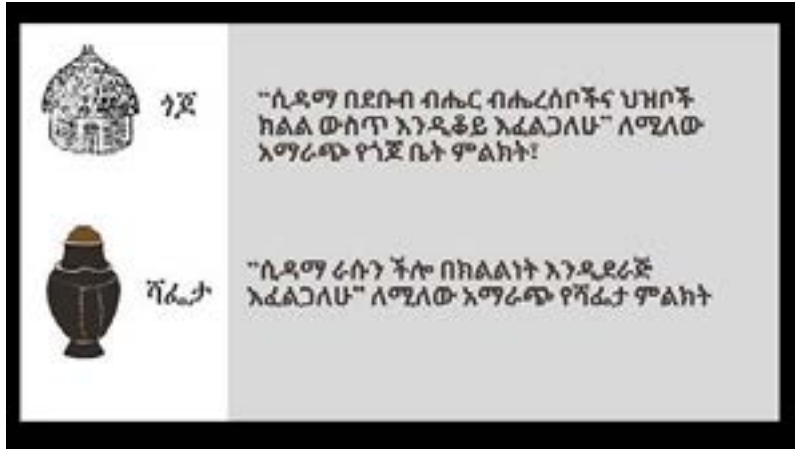 ጎጆ
"ሲዳማ በደቡብ ብሔር ብሔረሰቦችና ህዝቦች
ክልል ውስጥ እንዲቆይ እፈልጋለሁ" ለሚለው
አማራጭ የጎጆ ቤት ምልክት፣
ሻፌታ
"ሲዳማ ራሱን ችሎ በክልልነት እንዲደራጅ
እፈልጋለሁ" ለሚለው አማራጭ የሻፌታ ምልክት